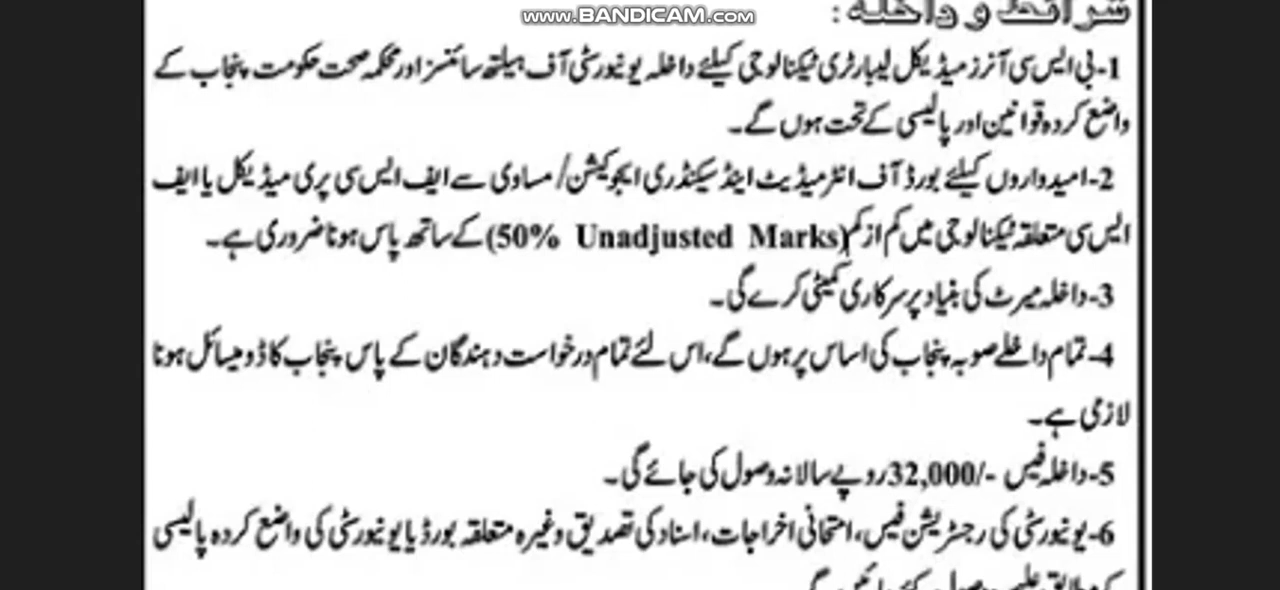 www.BANDICAM.com
شرائط و داخلہ:
1-بی ایس سی آنرز میڈیکل لیبارٹری ٹیکنالوجی کیلئے داخلہ یونیورسٹی آف ہیلتھ سائنسز اور محکمہ صحت حکومت پنجاب کے
واضع کردہ قوانین اور پالیسی کے تحت ہوں گے۔
2-امیدواروں کیلئے بورڈ آف انٹرمیڈیٹ اینڈ سیکنڈری ایجوکیشن/ مساوی سے ایف ایس سی پری میڈیکل یا ایف
ایس سی متعلقہ ٹیکنالوجی میں کم از کم (50% Unadjusted Marks) کے ساتھ پاس ہونا ضروری ہے۔
3-داخلہ میرٹ کی بنیاد پر سرکاری کمیٹی کرے گی۔
4-تمام داخلے صوبہ پنجاب کی اساس پر ہوں گے، اس لئے تمام درخواست دہندگان کے پاس پنجاب کا ڈومیسائل ہونا
لازمی ہے۔
5-داخلہ فیس -/32,000 روپے سالانہ وصول کی جائے گی۔
6-یونیورسٹی کی رجسٹریشن فیس، امتحانی اخراجات، اسناد کی تصدیق وغیرہ متعلقہ بورڈ یا یونیورسٹی کی واضع کردہ پالیسی